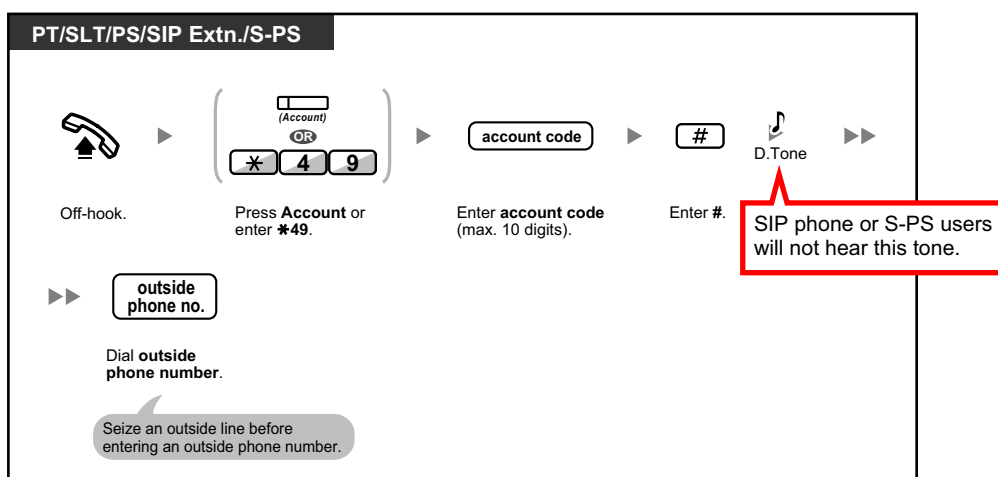 PT/SLT/PS/SIP Extn./S-PS
(Account)
OR
✱ 4 9
account code
#
D.Tone
Off-hook.
Press Account or
enter ✱49.
Enter account code
(max. 10 digits).
Enter #.
SIP phone or S-PS users
will not hear this tone.
outside
phone no.
Dial outside
phone number.
Seize an outside line before
entering an outside phone number.